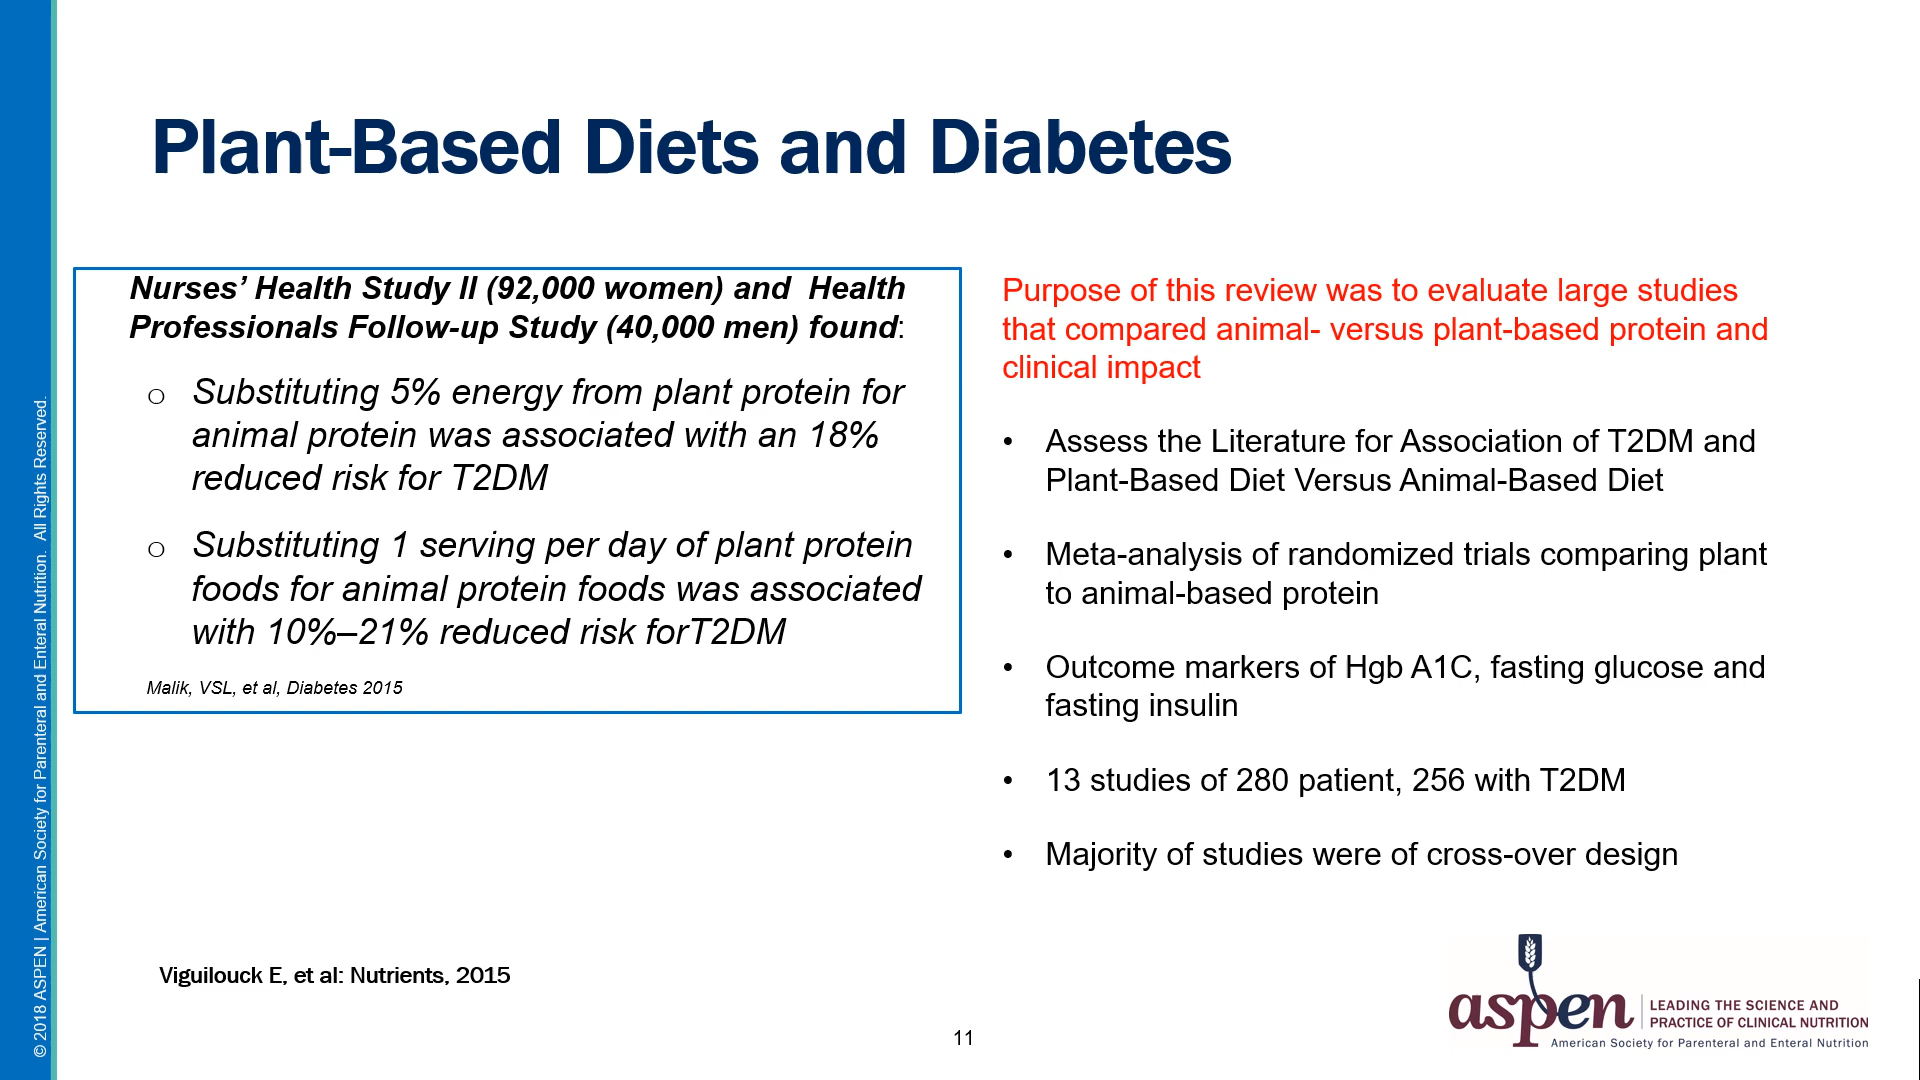 Plant-Based Diets and Diabetes
Nurses’ Health Study II (92,000 women) and  Health
Professionals Follow-up Study (40,000 men) found:
o Substituting 5% energy from plant protein for
animal protein was associated with an 18%
reduced risk for T2DM
o Substituting 1 serving per day of plant protein
foods for animal protein foods was associated
with 10%–21% reduced risk forT2DM
Malik, VSL, et al, Diabetes 2015
Purpose of this review was to evaluate large studies
that compared animal- versus plant-based protein and
clinical impact
• Assess the Literature for Association of T2DM and
Plant-Based Diet Versus Animal-Based Diet
• Meta-analysis of randomized trials comparing plant
to animal-based protein
• Outcome markers of Hgb A1C, fasting glucose and
fasting insulin
• 13 studies of 280 patient, 256 with T2DM
• Majority of studies were of cross-over design
Viguilouck E, et al: Nutrients, 2015
11
aspen
LEADING THE SCIENCE AND
PRACTICE OF CLINICAL NUTRITION
American Society for Parenteral and Enteral Nutrition
© 2018 ASPEN | American Society for Parenteral and Enteral Nutrition.  All Rights Reserved.